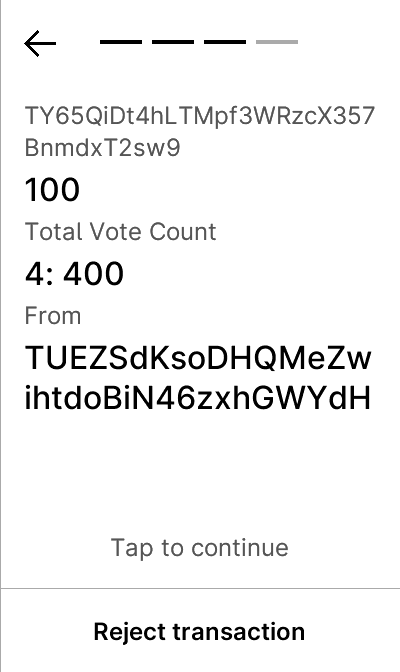 TY65QiDt4hLTMpf3WRzcX357
BnmdxT2sw9
100
Total Vote Count
4: 400
From
TUEZSdKsoDHQMeZw
ihtdoBiN46zxhGWYdH
Tap to continue
Reject transaction